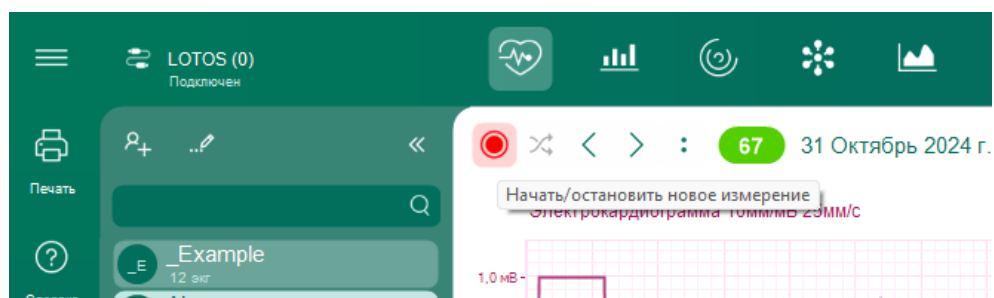 LOTOS (0)
Подключен
67
31 Октябрь 2024 г.
Печать
Начать/остановить новое измерение
Электрокардиограмма 10мм/мВ 25мм/с
_E
_Example
12 экг
1,0 мВ